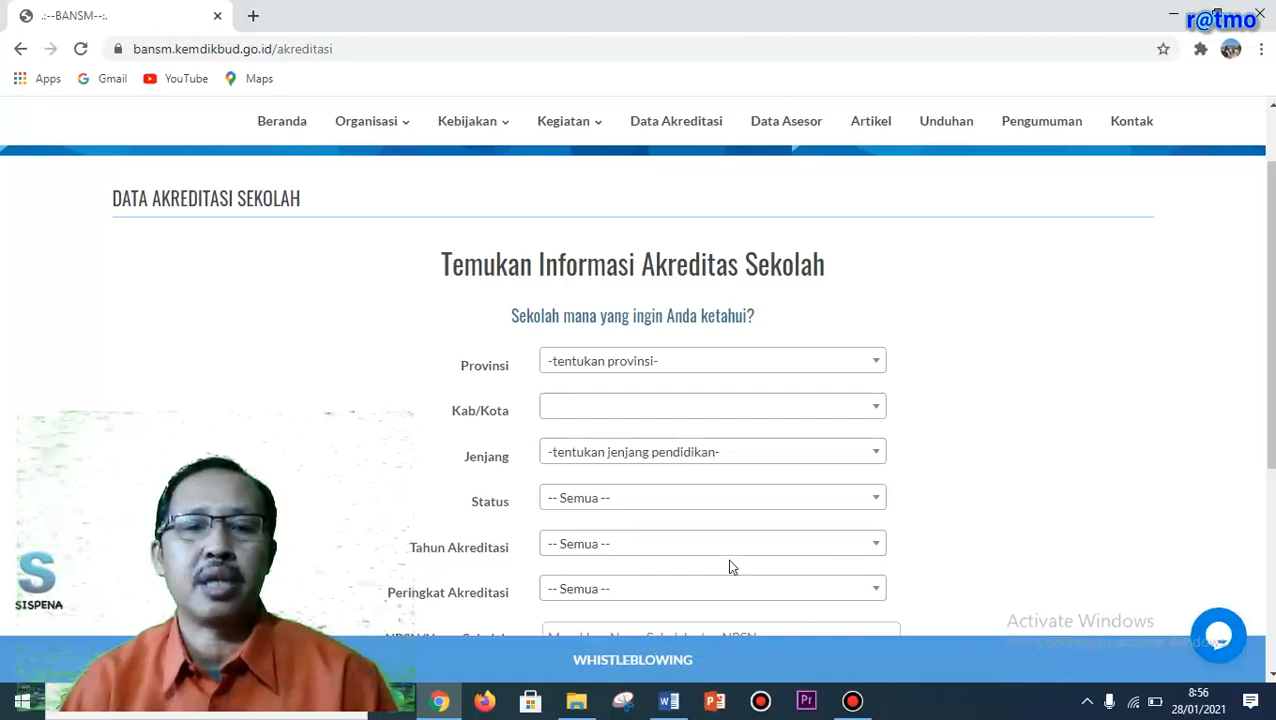 .:--BANSM--:.
r@tmo
bansm.kemdikbud.go.id/akreditasi
Apps Gmail YouTube Maps
Beranda Organisasi Kebijakan Kegiatan Data Akreditasi Data Asesor Artikel Unduhan Pengumuman Kontak
DATA AKREDITASI SEKOLAH
Temukan Informasi Akreditas Sekolah
Sekolah mana yang ingin Anda ketahui?
Provinsi -tentukan provinsi-
Kab/Kota
Jenjang -tentukan jenjang pendidikan-
Status -- Semua --
Tahun Akreditasi -- Semua --
Peringkat Akreditasi -- Semua --
S
SISPENA
Activate Windows
WHISTLEBLOWING
8:56
28/01/2021